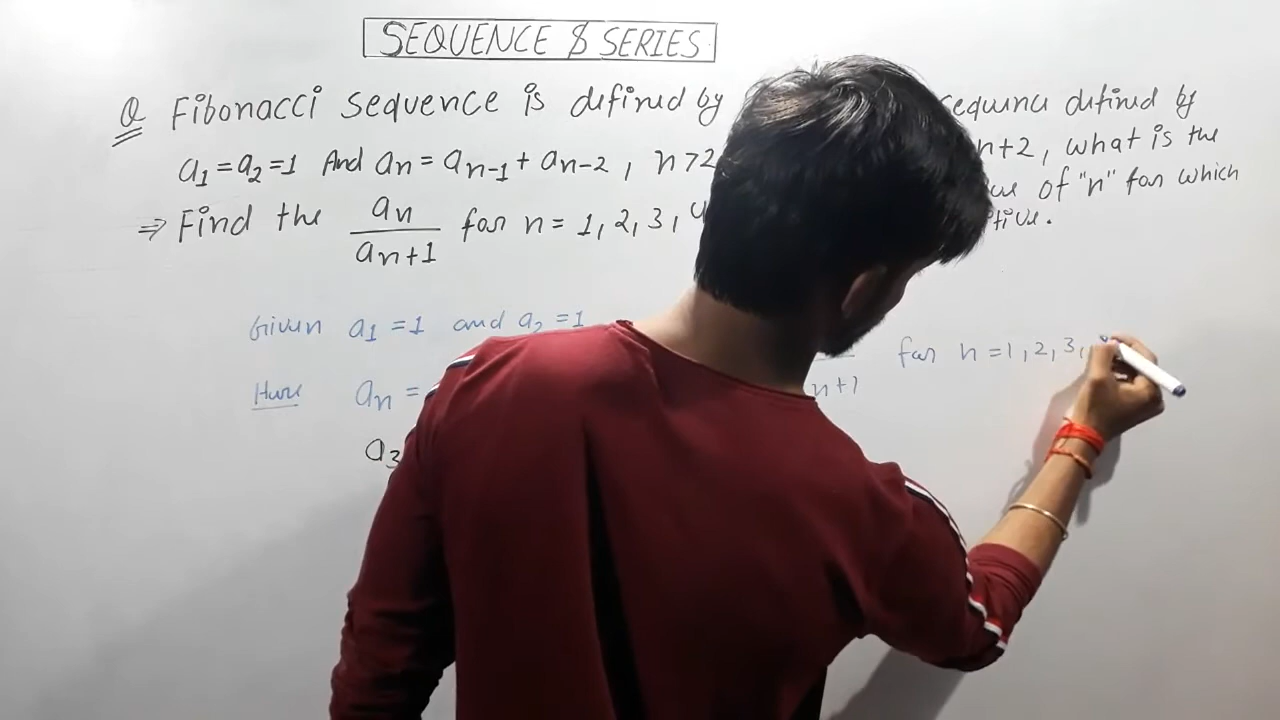 SEQUENCE & SERIES
Q Fibonacci sequence is defined by
a₁ = a₂ = 1 And aₙ = aₙ₋₁ + aₙ₋₂ , n > 2
⇒ Find the aₙ/aₙ+1 for n = 1, 2, 3, 4
defined by
n+2, what is the
of "n" for which
Given a₁ = 1 and a₂ = 1
Here aₙ =
a₃
n+1 for n = 1, 2, 3,